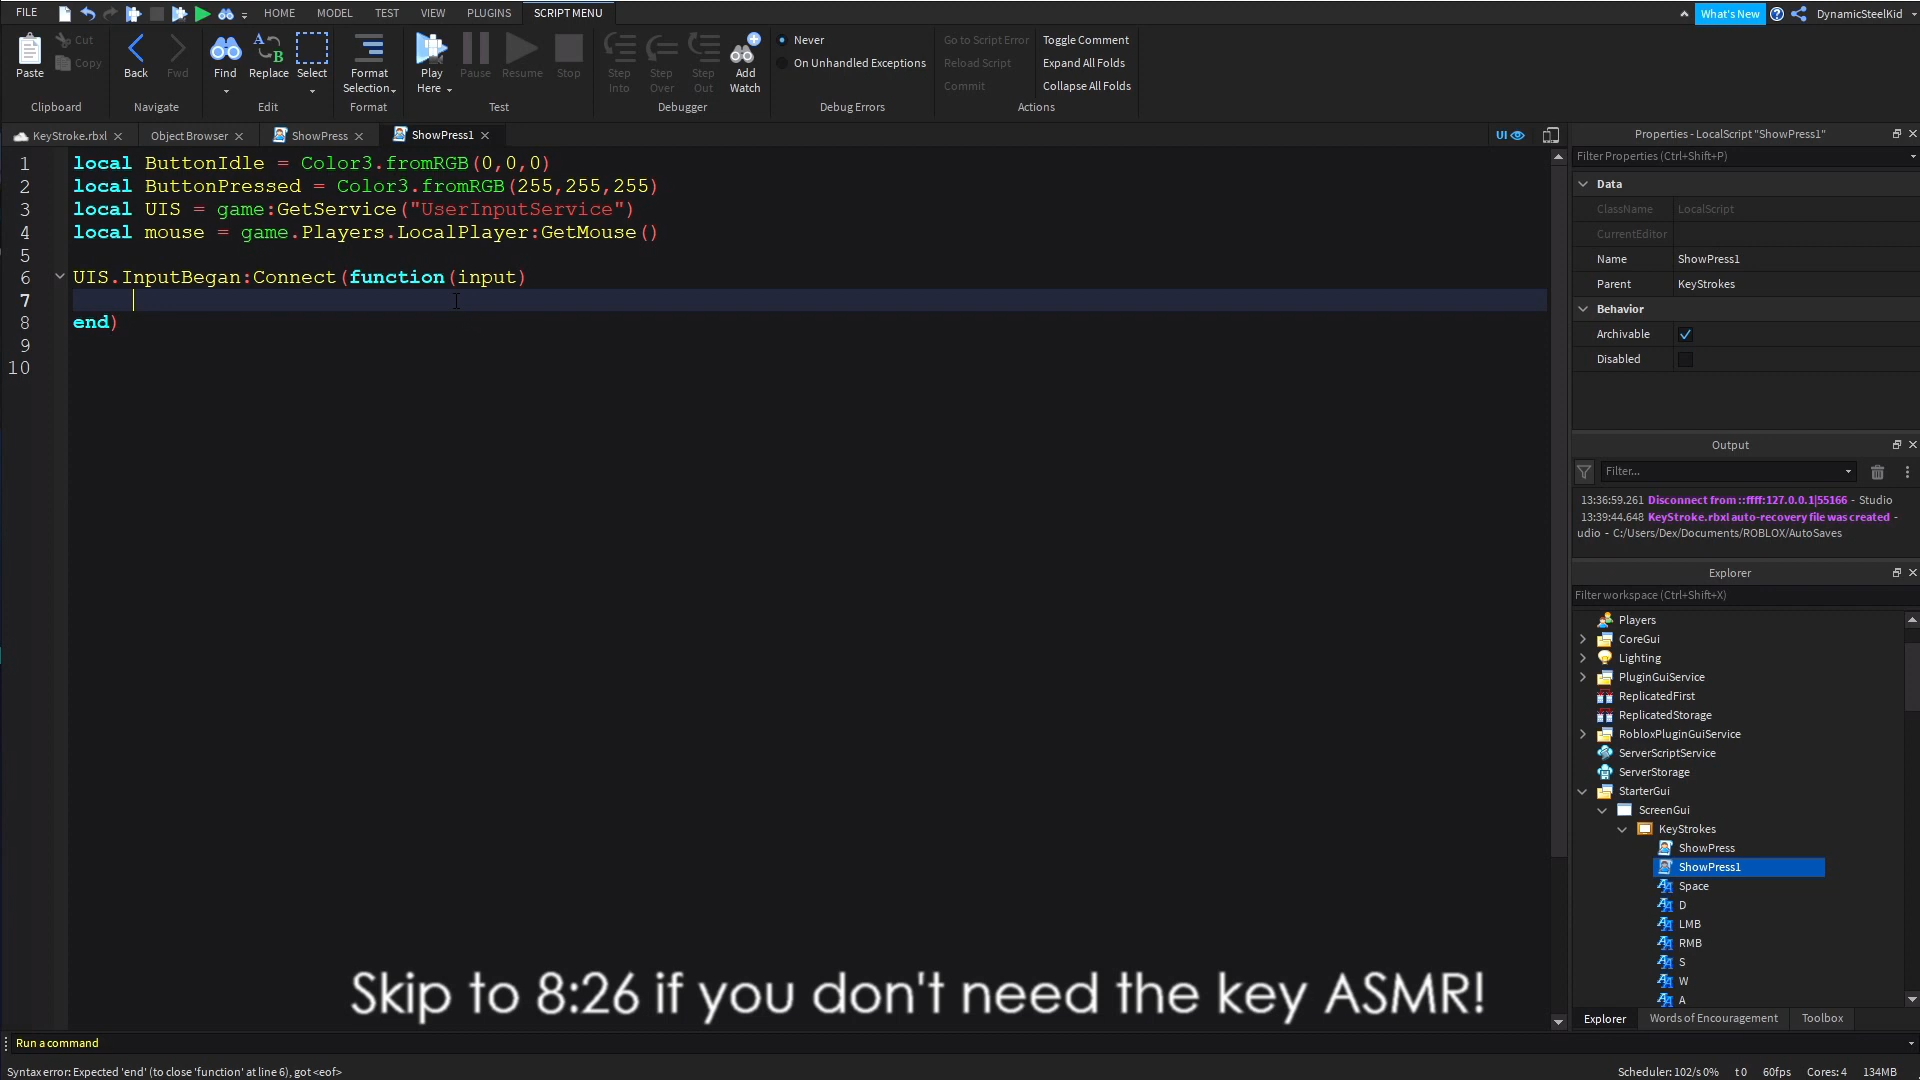 FILE HOME MODEL TEST VIEW PLUGINS SCRIPT MENU What's New DynamicSteelKid
Paste Cut Copy Back Fwd Find Replace Select Format Selection Play Here Pause Resume Stop Step Into Step Over Step Out Add Watch
Never
On Unhandled Exceptions
Go to Script Error
Reload Script
Commit
Toggle Comment
Expand All Folds
Collapse All Folds
Clipboard Navigate Edit Format Test Debugger Debug Errors Actions
KeyStroke.rbxl Object Browser ShowPress ShowPress1 UI
1 local ButtonIdle = Color3.fromRGB(0,0,0)
2 local ButtonPressed = Color3.fromRGB(255,255,255)
3 local UIS = game:GetService("UserInputService")
4 local mouse = game.Players.LocalPlayer:GetMouse()
5
6 UIS.InputBegan:Connect(function(input)
7
8 end)
9
10
Skip to 8:26 if you don't need the key ASMR!
Properties - LocalScript "ShowPress1"
Filter Properties (Ctrl+Shift+P)
Data
ClassName LocalScript
CurrentEditor
Name ShowPress1
Parent KeyStrokes
Behavior
Archivable
Disabled
Output
Filter...
13:36:59.261 Disconnect from ::ffff:127.0.0.1|55166 - Studio
13:39:44.648 KeyStroke.rbxl auto-recovery file was created -
udio - C:/Users/Dex/Documents/ROBLOX/AutoSaves
Explorer
Filter workspace (Ctrl+Shift+X)
Players
CoreGui
Lighting
PluginGuiService
ReplicatedFirst
ReplicatedStorage
RobloxPluginGuiService
ServerScriptService
ServerStorage
StarterGui
ScreenGui
KeyStrokes
ShowPress
ShowPress1
Space
D
LMB
RMB
S
W
A
Explorer Words of Encouragement Toolbox
Run a command
Syntax error: Expected 'end' (to close 'function' at line 6), got <eof>
Scheduler: 102/s 0% t 0 60fps Cores: 4 134MB